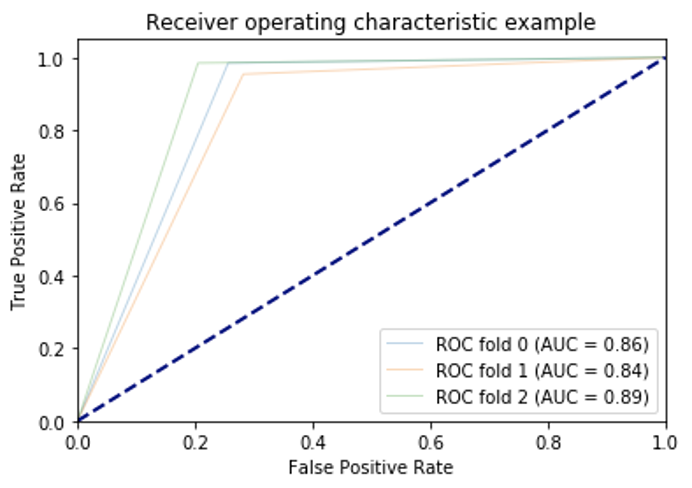 Receiver operating characteristic example
1.0
0.8
0.6
0.4
0.2
0.0
True Positive Rate
ROC fold 0 (AUC = 0.86)
ROC fold 1 (AUC = 0.84)
ROC fold 2 (AUC = 0.89)
0.0 0.2 0.4 0.6 0.8 1.0
False Positive Rate